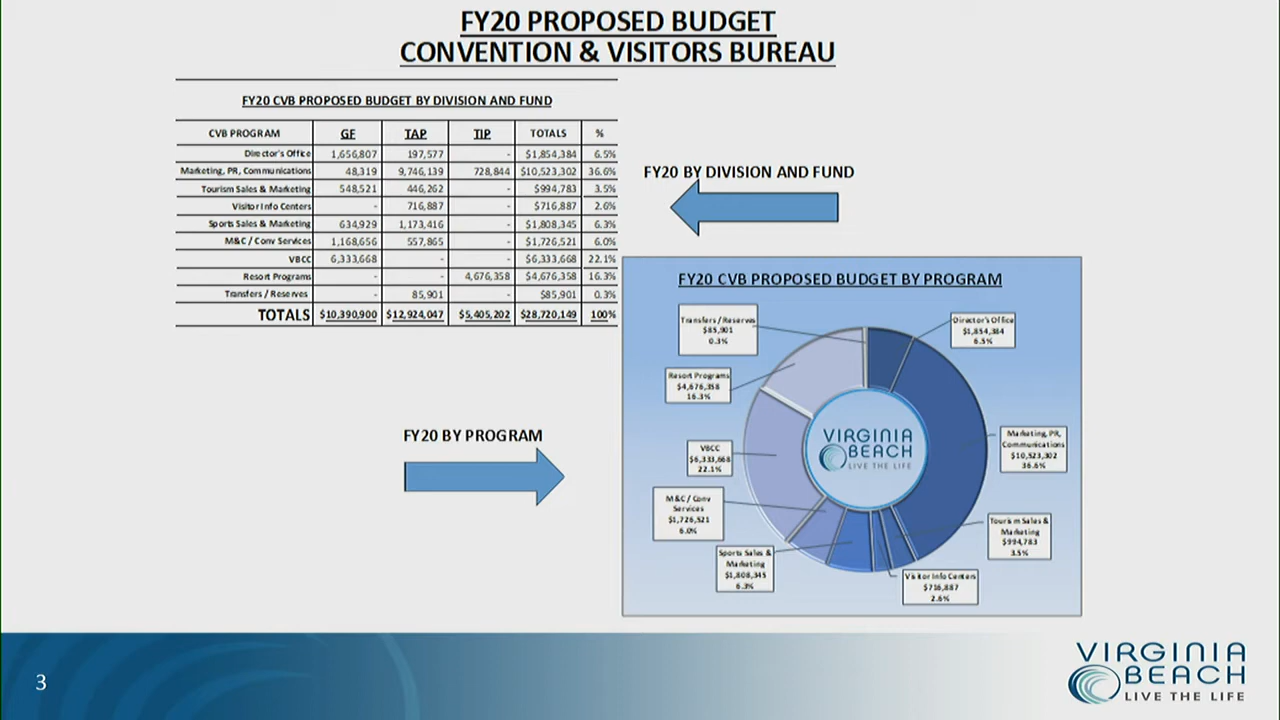 FY20 PROPOSED BUDGET
CONVENTION & VISITORS BUREAU
FY20 CVB PROPOSED BUDGET BY DIVISION AND FUND
CVB PROGRAM GF TAP TIP TOTALS %
Director's Office 1,656,807 197,577 - $1,854,384 6.5%
Marketing, PR, Communications 48,319 9,746,139 728,844 $10,523,302 36.6%
Tourism Sales & Marketing 548,521 446,262 - $994,783 3.5%
Visitor Info Centers - 716,887 - $716,887 2.6%
Sports Sales & Marketing 634,929 1,173,416 - $1,808,345 6.3%
M&C / Conv Services 1,168,656 557,865 - $1,726,521 6.0%
VBCC 6,333,668 - - $6,333,668 22.1%
Resort Programs - - 4,676,358 $4,676,358 16.3%
Transfers / Reserves - 85,901 - $85,901 0.3%
TOTALS $10,390,900 $12,924,047 $5,405,202 $28,720,149 100%
FY20 BY DIVISION AND FUND
FY20 BY PROGRAM
FY20 CVB PROPOSED BUDGET BY PROGRAM
Transfers / Reserves
$85,901
0.3%
Director's Office
$1,854,384
6.5%
Resort Programs
$4,676,358
16.3%
Marketing, PR,
Communications
$10,523,302
36.6%
VBCC
$6,333,668
22.1%
M&C / Conv
Services
$1,726,521
6.0%
Tourism Sales &
Marketing
$994,783
3.5%
Sports Sales &
Marketing
$1,808,345
6.3%
Visitor Info Centers
$716,887
2.6%
VIRGINIA
BEACH
LIVE THE LIFE
3
VIRGINIA
BEACH
LIVE THE LIFE